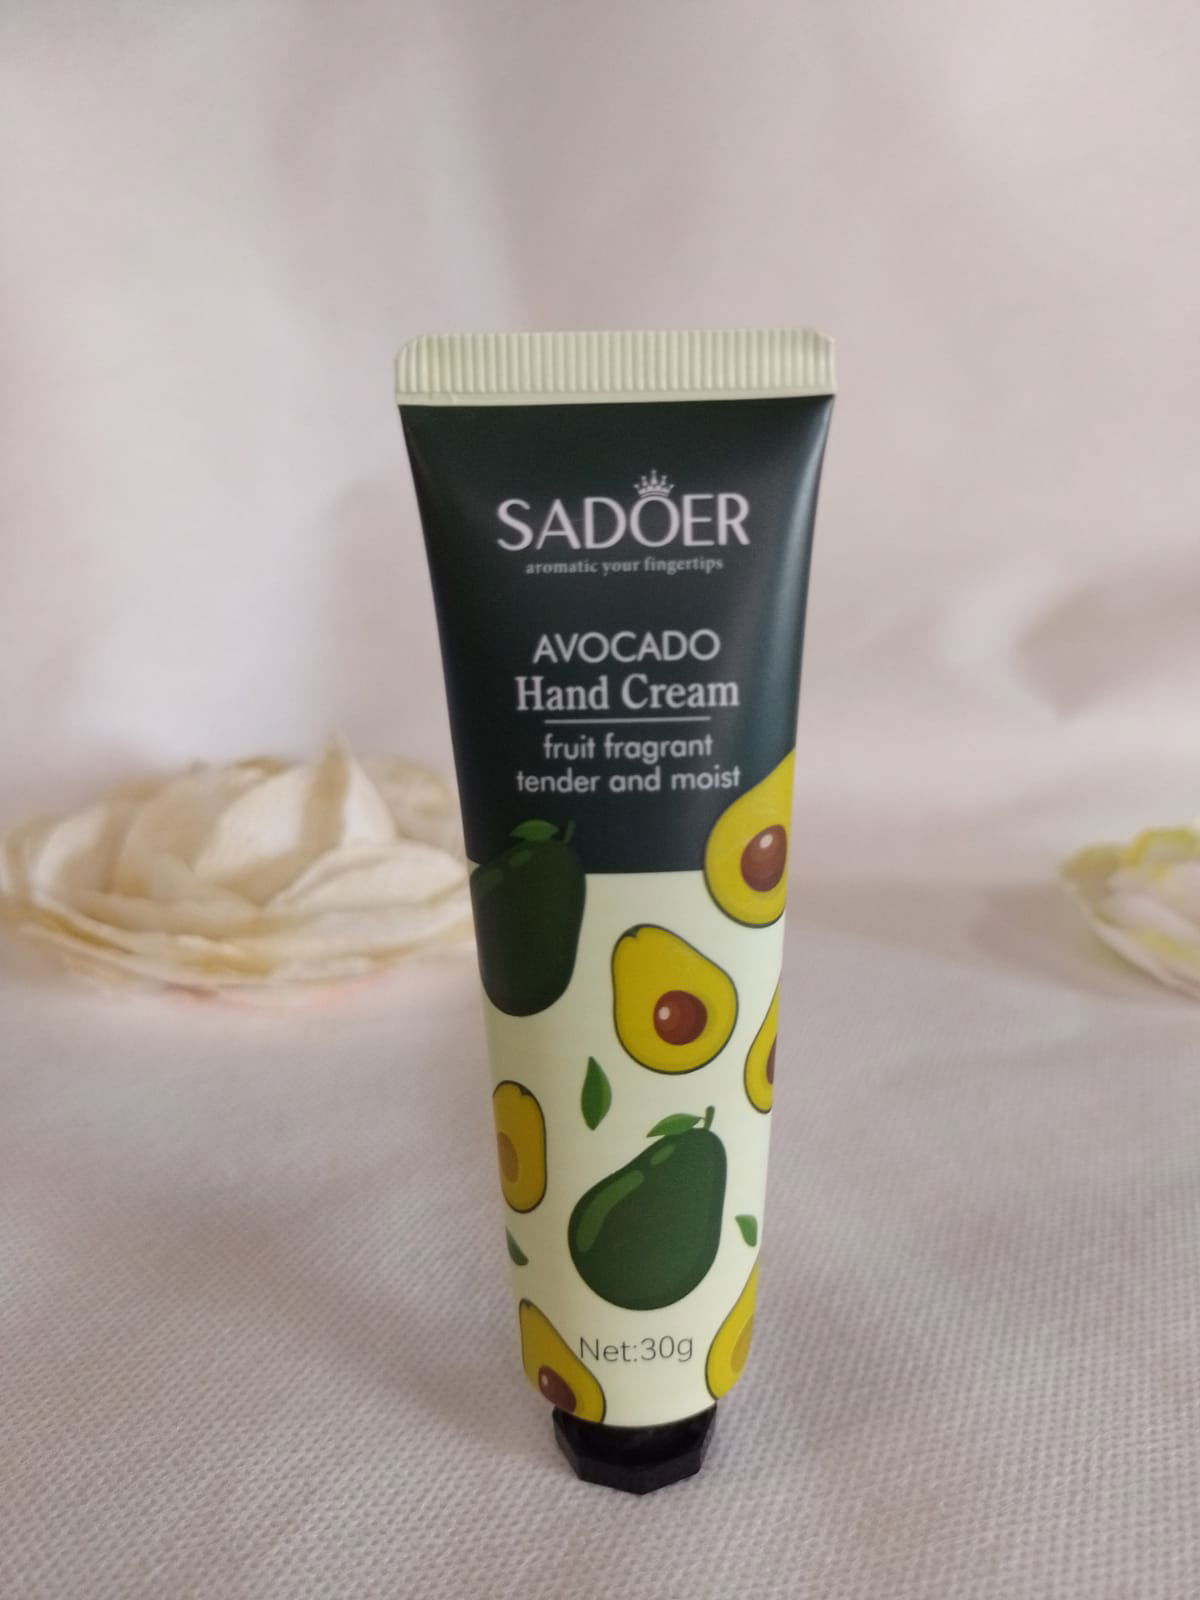 SADOER
aromatic your fingertips
AVOCADO
Hand Cream
fruit fragrant
tender and moist
Net:30g